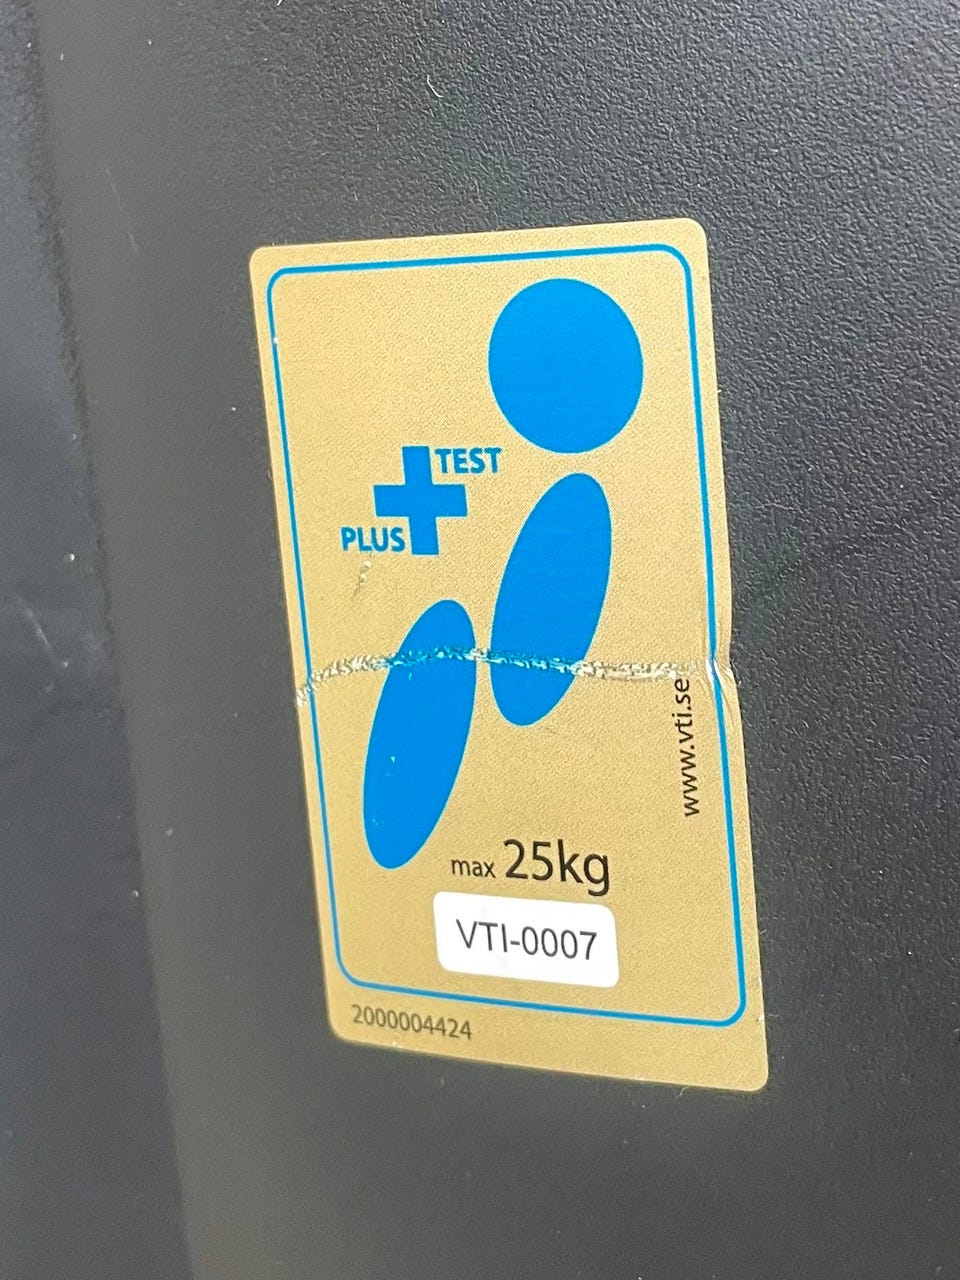 TEST
PLUS
www.vti.se
max 25kg
VTI-0007
2000004424